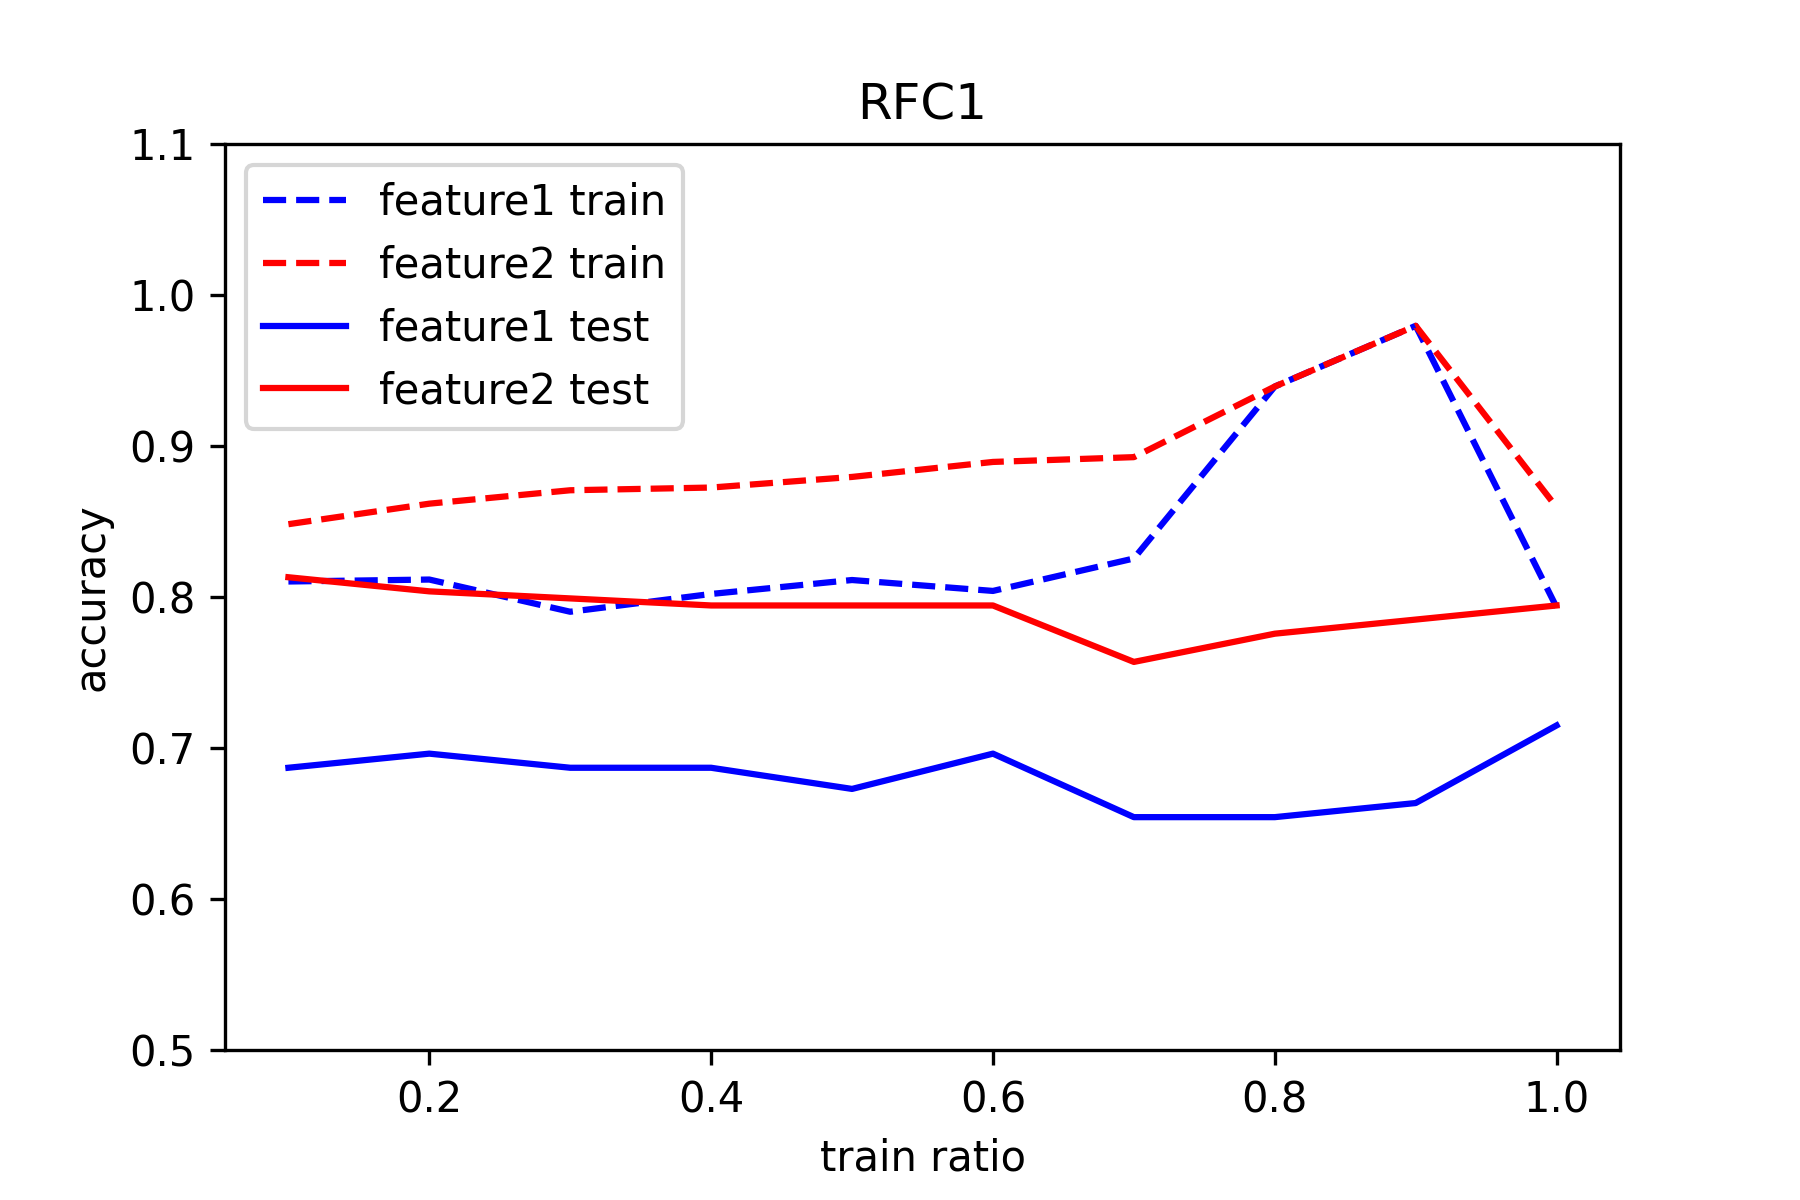 RFC1
1.1
1.0
0.9
0.8
0.7
0.6
0.5
accuracy
feature1 train
feature2 train
feature1 test
feature2 test
0.2 0.4 0.6 0.8 1.0
train ratio